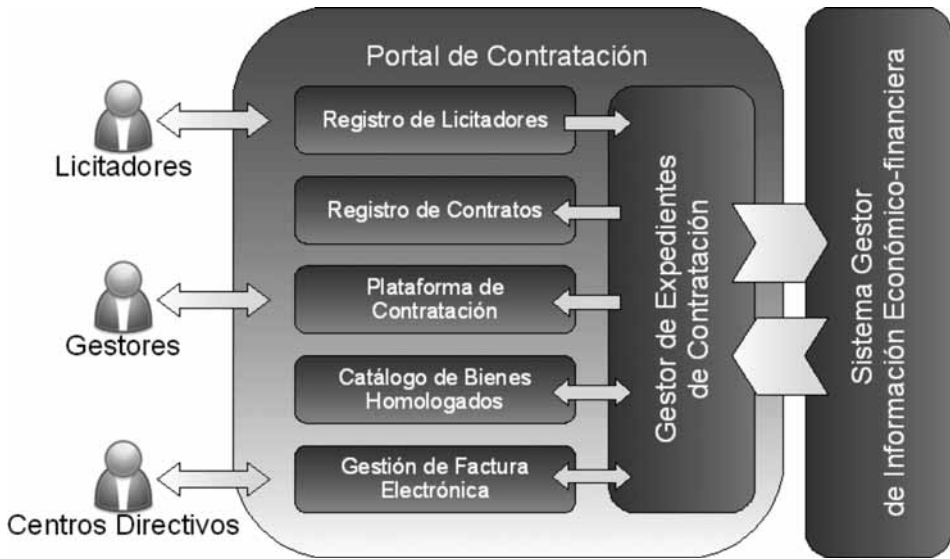 Portal de Contratación
Licitadores
Gestores
Centros Directivos
Registro de Licitadores
Registro de Contratos
Plataforma de
Contratación
Catálogo de Bienes
Homologados
Gestión de Factura
Electrónica
Gestor de Expedientes
de Contratación
Sistema Gestor
de Información Económico-financiera